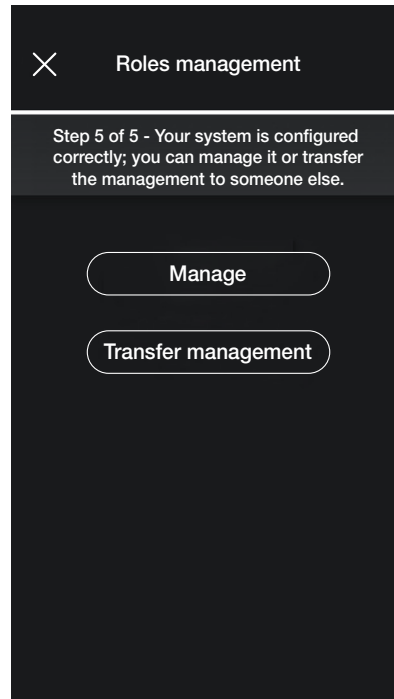 Roles management
Step 5 of 5 - Your system is configured
correctly; you can manage it or transfer
the management to someone else.
Manage
Transfer management